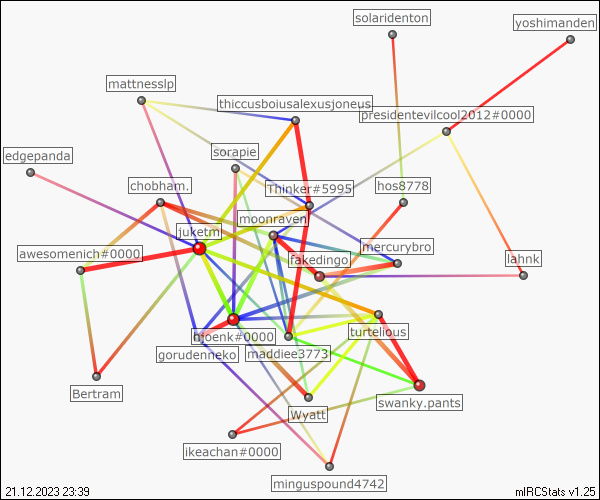 solaridenton
yoshimanden
mattnesslp
thiccusboiusalexusjoneus
presidentevilcool2012#0000
edgepanda
sorapie
chobham.
Thinker#5995
hos8778
moonraven
juketm
mercurybro
awesomenich#0000
fakedingo
lahnk
hjoenk#0000
turtelious
gorudenneko
maddiee3773
Bertram
swanky.pants
Wyatt
ikeachan#0000
minguspound4742
21.12.2023 23:39
mIRCStats v1.25